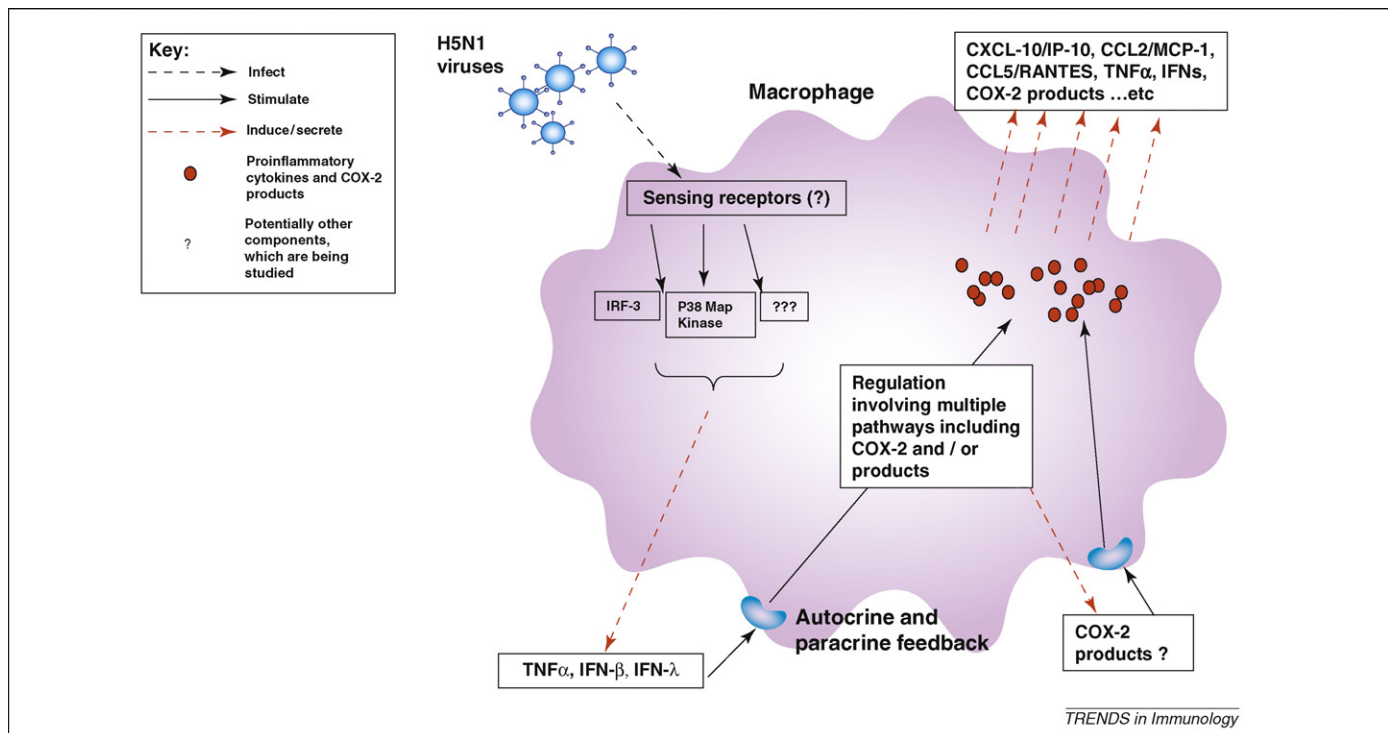 Key:
Infect
Stimulate
Induce/secrete
Proinflammatory
cytokines and COX-2
products
?
Potentially other
components,
which are being
studied
H5N1
viruses
Macrophage
CXCL-10/IP-10, CCL2/MCP-1,
CCL5/RANTES, TNFα, IFNs,
COX-2 products ...etc
Sensing receptors (?)
IRF-3
P38 Map
Kinase
???
Regulation
involving multiple
pathways including
COX-2 and / or
products
Autocrine and
paracrine feedback
TNFα, IFN-β, IFN-λ
COX-2
products ?
TRENDS in Immunology